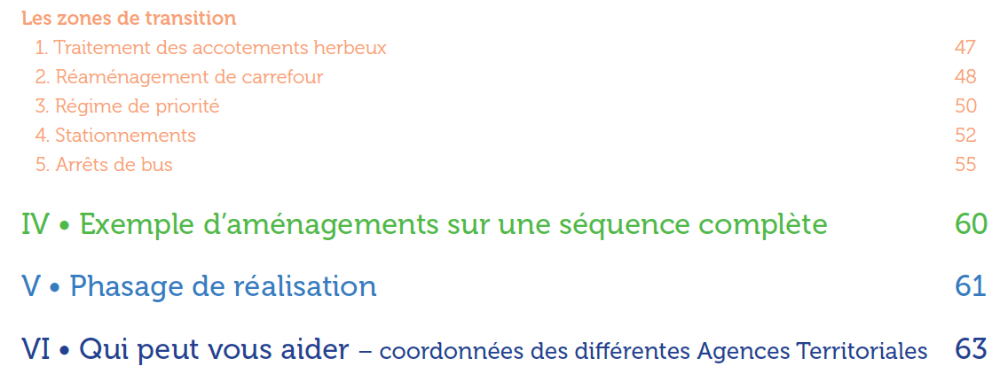 Les zones de transition
1. Traitement des accotements herbeux 47
2. Réaménagement de carrefour 48
3. Régime de priorité 50
4. Stationnements 52
5. Arrêts de bus 55
IV • Exemple d’aménagements sur une séquence complète 60
V • Phasage de réalisation 61
VI • Qui peut vous aider – coordonnées des différentes Agences Territoriales 63